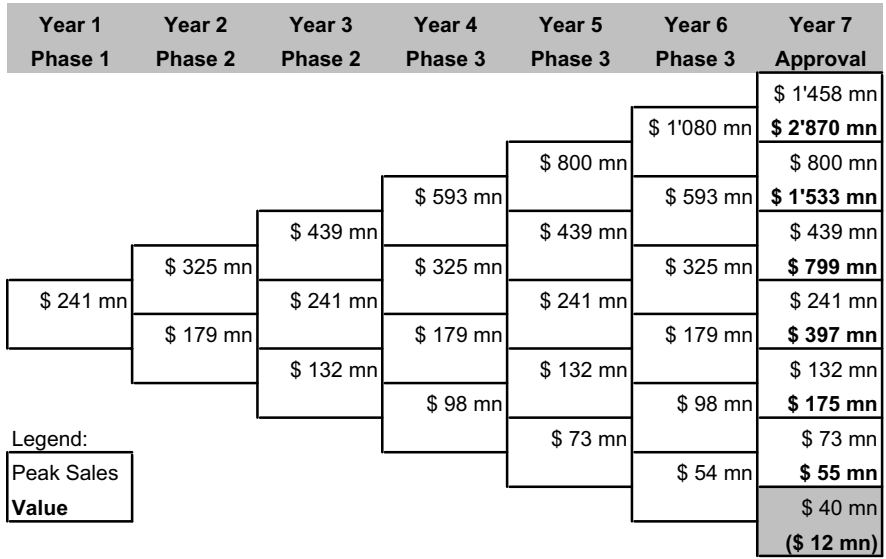 Year 1 Year 2 Year 3 Year 4 Year 5 Year 6 Year 7
Phase 1 Phase 2 Phase 2 Phase 3 Phase 3 Phase 3 Approval
$ 1'458 mn
$ 1'080 mn $ 2'870 mn
$ 800 mn $ 800 mn
$ 593 mn $ 593 mn $ 1'533 mn
$ 439 mn $ 439 mn $ 439 mn
$ 325 mn $ 325 mn $ 325 mn $ 799 mn
$ 241 mn $ 241 mn $ 241 mn $ 241 mn
$ 179 mn $ 179 mn $ 179 mn $ 397 mn
$ 132 mn $ 132 mn $ 132 mn
$ 98 mn $ 98 mn $ 175 mn
Legend: $ 73 mn $ 73 mn
Peak Sales $ 54 mn $ 55 mn
Value $ 40 mn
($ 12 mn)